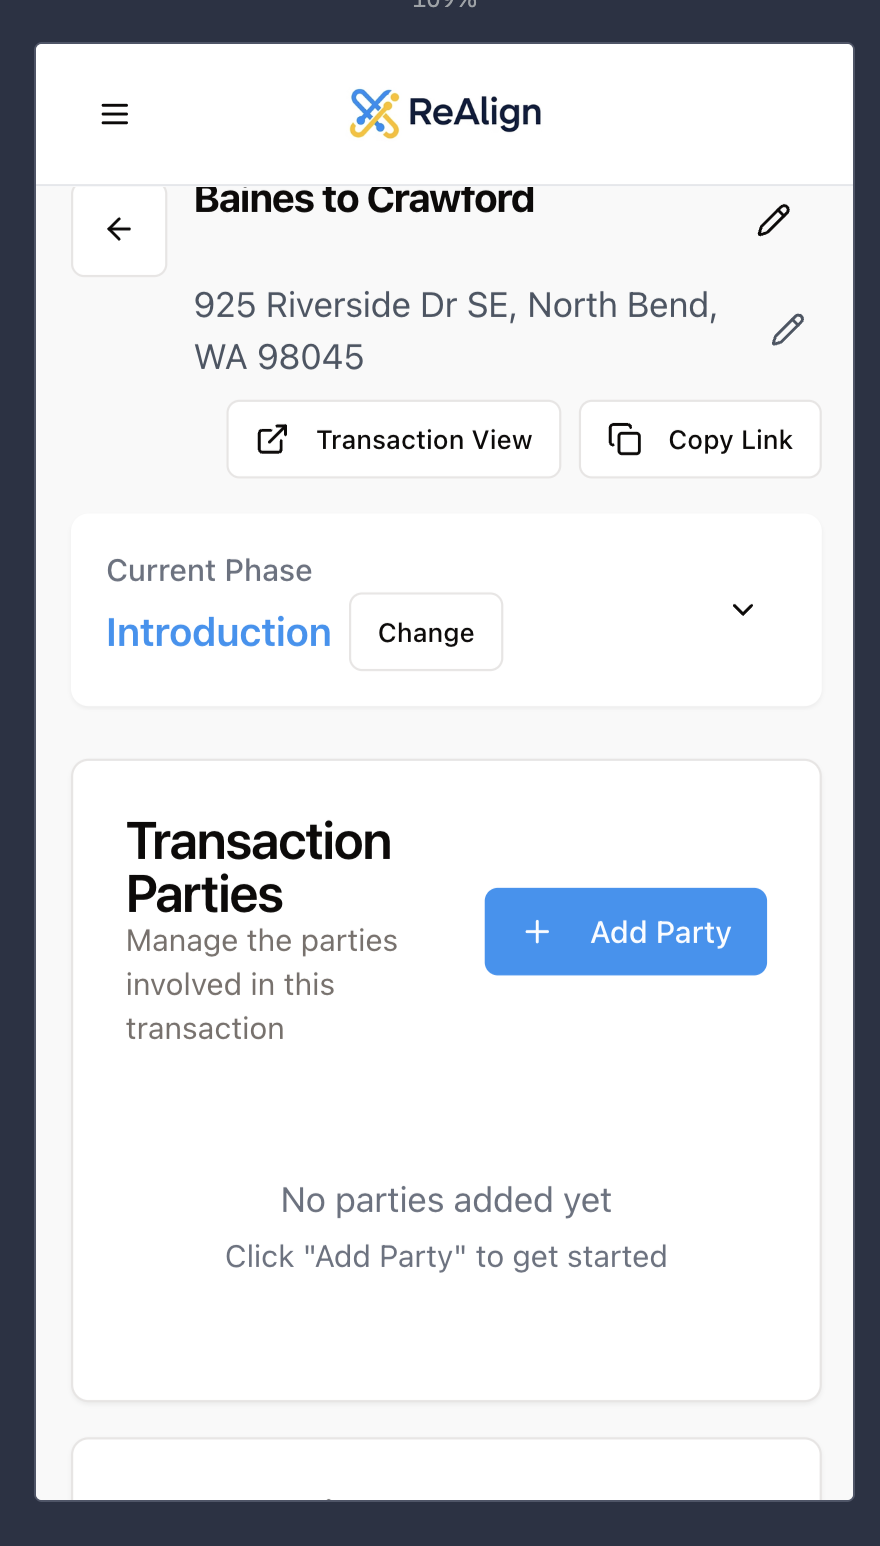 109%
ReAlign
Baines to Crawford
925 Riverside Dr SE, North Bend,
WA 98045
Transaction View
Copy Link
Current Phase
Introduction
Change
Transaction
Parties
Manage the parties
involved in this
transaction
Add Party
No parties added yet
Click "Add Party" to get started